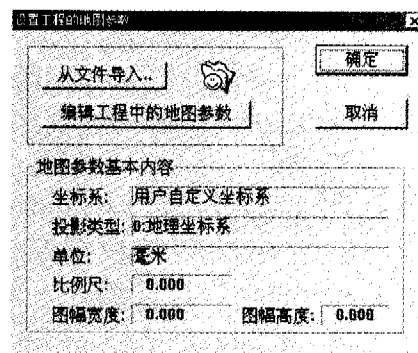 设置工程的地图参数
从文件导入..
确定
编辑工程中的地图参数
取消
地图参数基本内容
坐标系: 用户自定义坐标系
投影类型: 0:地理坐标系
单位: 毫米
比例尺: 0.000
图幅宽度: 0.000 图幅高度: 0.000